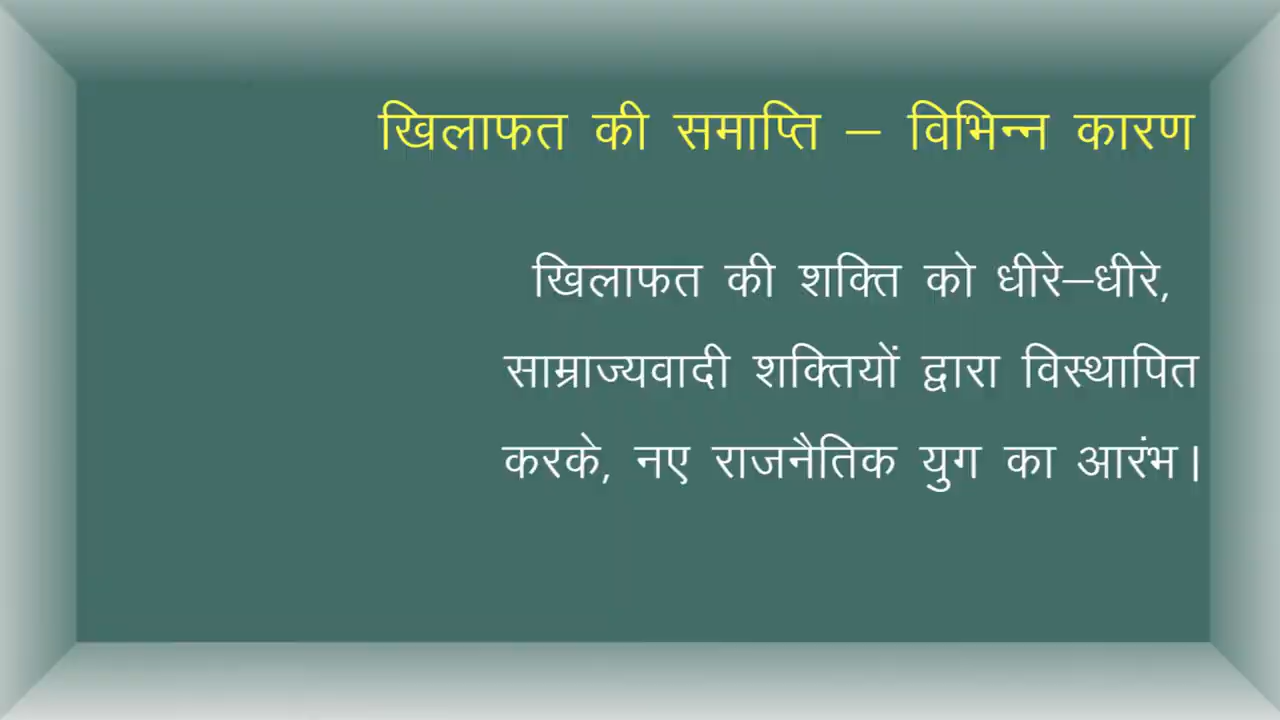 खिलाफत की समाप्ति – विभिन्न कारण
खिलाफत की शक्ति को धीरे–धीरे,
साम्राज्यवादी शक्तियों द्वारा विस्थापित
करके, नए राजनैतिक युग का आरंभ।